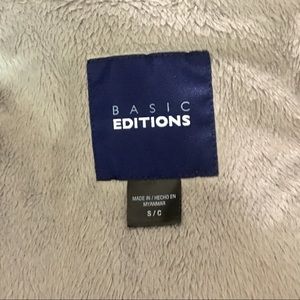 BASIC
EDITIONS
MADE IN / HECHO EN
MYANMAR
S / C